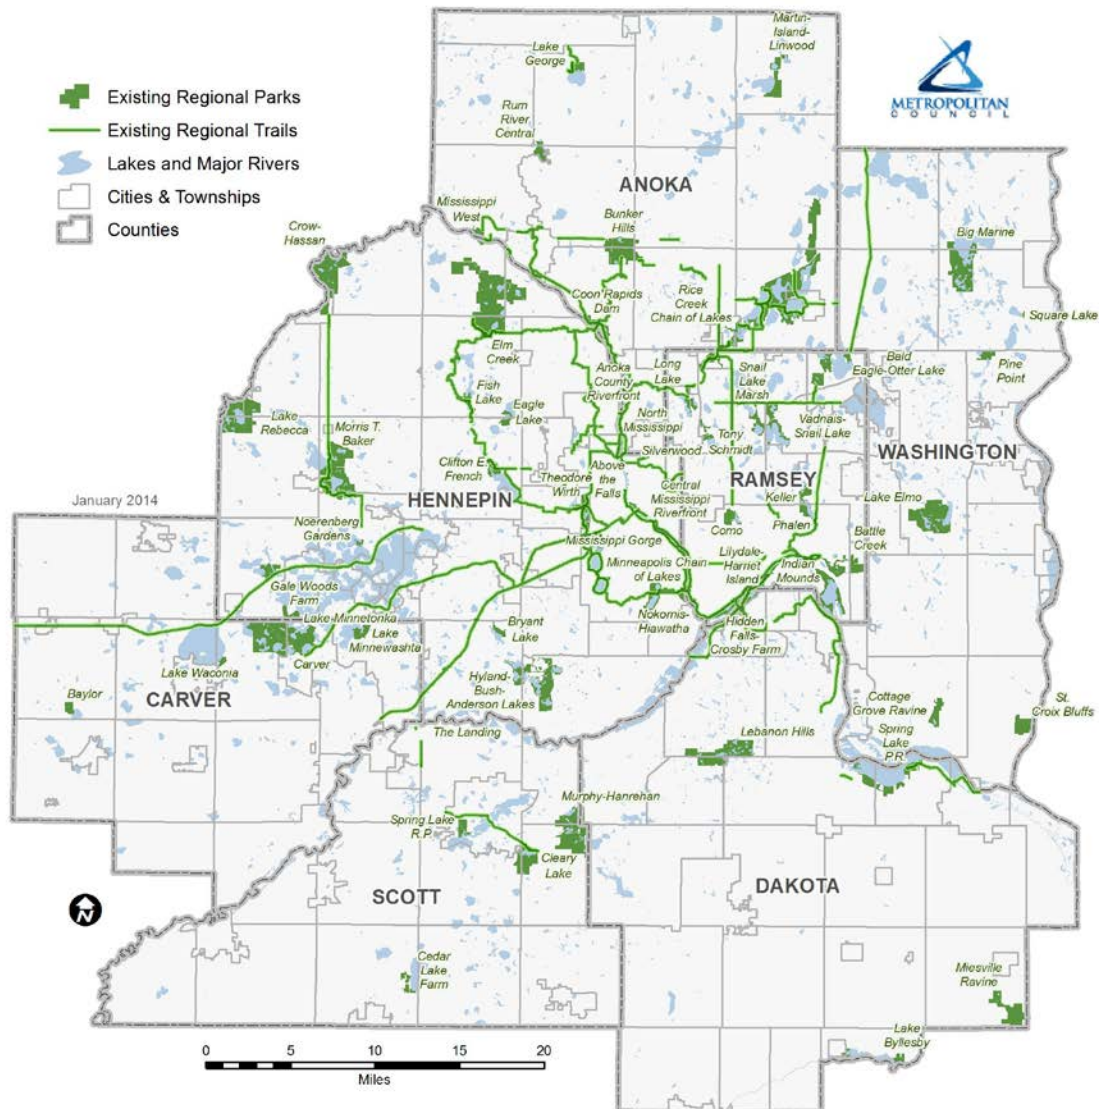 Existing Regional Parks
Existing Regional Trails
Lakes and Major Rivers
Cities & Townships
Counties
METROPOLITAN
COUNCIL
Martin-
Island-
Linwood
Lake
George
Rum
River
Central
ANOKA
Mississippi
West
Bunker
Hills
Crow-
Hassan
Big Marine
Coon Rapids
Dam
Rice
Creek
Chain of Lakes
Square Lake
Elm
Creek
Anoka
County
Riverfront
Long
Lake
Snail
Lake
Marsh
Bald
Eagle-Otter Lake
Pine
Point
Fish
Lake
Eagle
Lake
North
Mississippi
Lake
Rebecca
Morris T.
Baker
Silverwood
Tony
Schmidt
Vadnais-
Snail Lake
WASHINGTON
Clifton E.
French
Theodore
Wirth
Above
the
Falls
RAMSEY
January 2014
HENNEPIN
Central
Mississippi
Riverfront
Keller
Lake Elmo
Noerenberg
Gardens
Como
Phalen
Battle
Creek
Mississippi Gorge
Lilydale-
Harriet
Island
Minneapolis Chain
of Lakes
Indian
Mounds
Gale Woods
Farm
Nokomis-
Hiawatha
Hidden
Falls-
Crosby Farm
Lake Minnetonka
Lake
Minnewashta
Bryant
Lake
Lake Waconia
Carver
Baylor
CARVER
Hyland-
Bush-
Anderson Lakes
Cottage
Grove Ravine
St.
Croix Bluffs
The Landing
Lebanon Hills
Spring
Lake
P.R.
Murphy-Hanrehan
Spring Lake
R.P.
Cleary
Lake
SCOTT
DAKOTA
N
Cedar
Lake
Farm
Miesville
Ravine
Lake
Byllesby
0 5 10 15 20
Miles